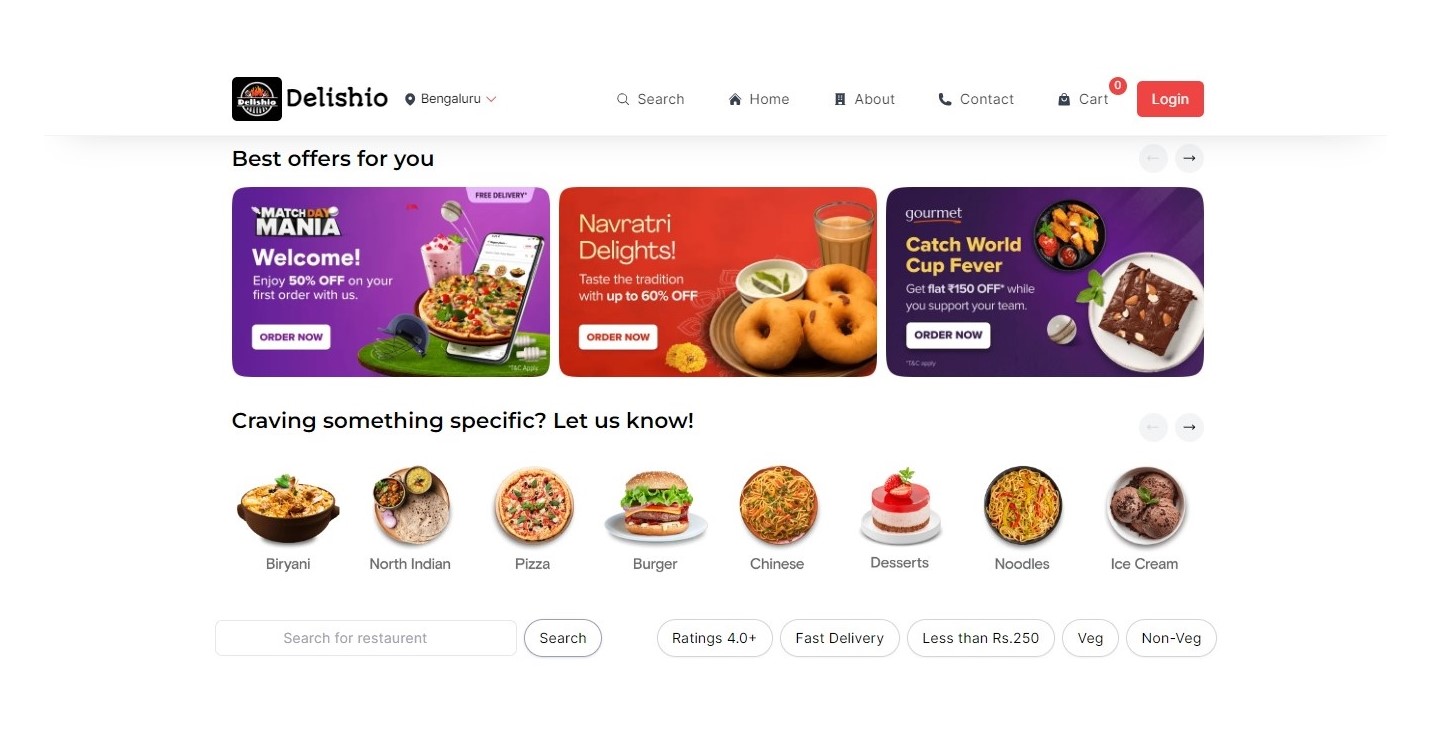 Delishio
Delishio
Bengaluru
Search
Home
About
Contact
Cart
0
Login
Best offers for you
←
→
FREE DELIVERY*
MATCH DAY
MANIA
Welcome!
Enjoy 50% OFF on your
first order with us.
ORDER NOW
*T&C Apply
Navratri
Delights!
Taste the tradition
with up to 60% OFF
ORDER NOW
gourmet
Catch World
Cup Fever
Get flat ₹150 OFF* while
you support your team.
ORDER NOW
*T&C apply
Craving something specific? Let us know!
←
→
Biryani
North Indian
Pizza
Burger
Chinese
Desserts
Noodles
Ice Cream
Search for restaurent
Search
Ratings 4.0+
Fast Delivery
Less than Rs.250
Veg
Non-Veg